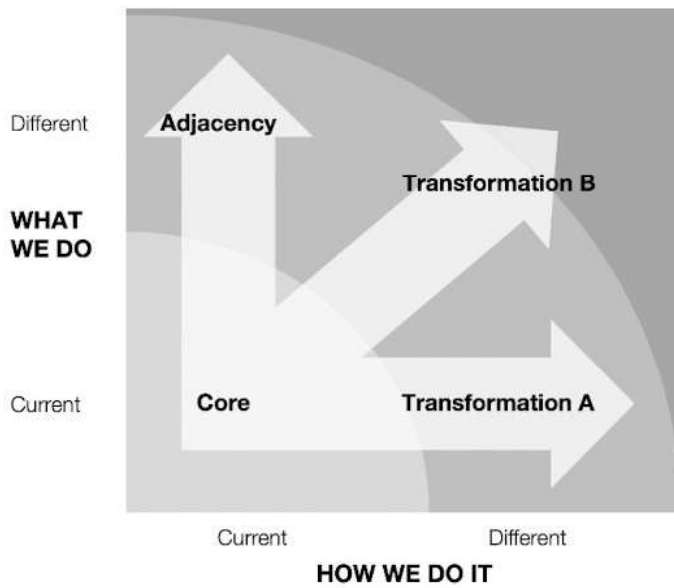 Different
Adjacency
Transformation B
WHAT
WE DO
Current
Core
Transformation A
Current
Different
HOW WE DO IT